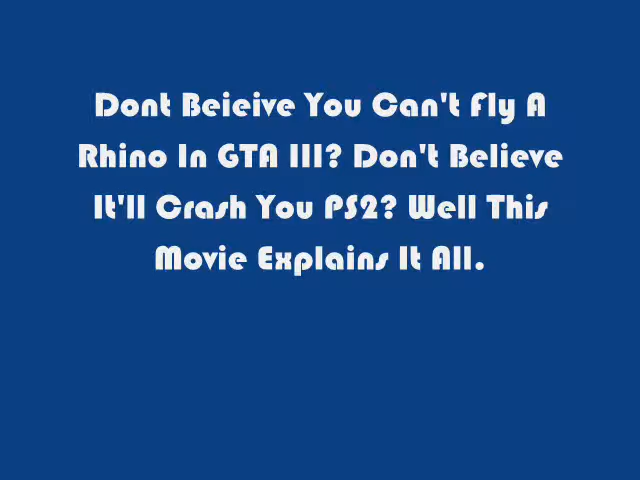 Dont Beieive You Can't Fly A
Rhino In GTA III? Don't Believe
It'll Crash You PS2? Well This
Movie Explains It All.